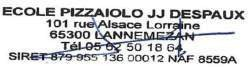 ECOLE PIZZAIOLO JJ DESPAUX
101 rue Alsace Lorraine
65300 LANNEMEZAN
Tél 05 62 50 18 64
SIRET 879 955 136 00012 NAF 8559A